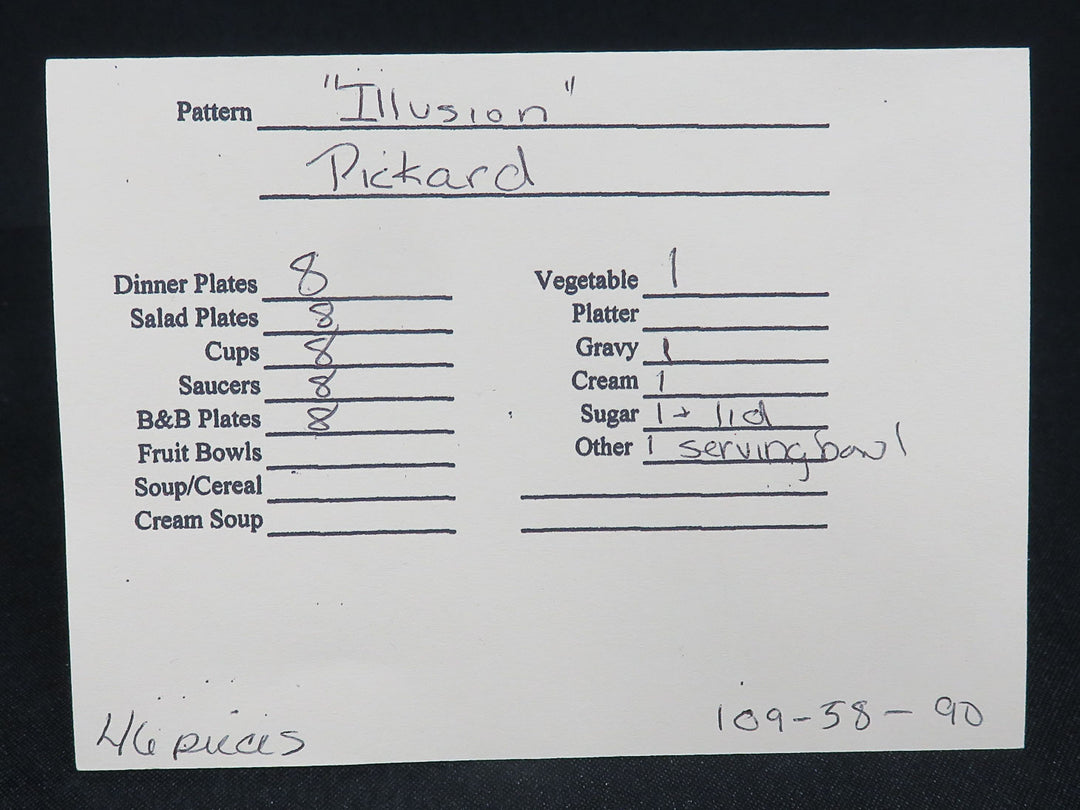 Pattern "Illusion"
Pickard
Dinner Plates 8
Salad Plates 8
Cups 8
Saucers 8
B&B Plates 8
Fruit Bowls
Soup/Cereal
Cream Soup
Vegetable 1
Platter
Gravy 1
Cream 1
Sugar 1 + lid
Other 1 serving bowl
46 pieces
109-58-90